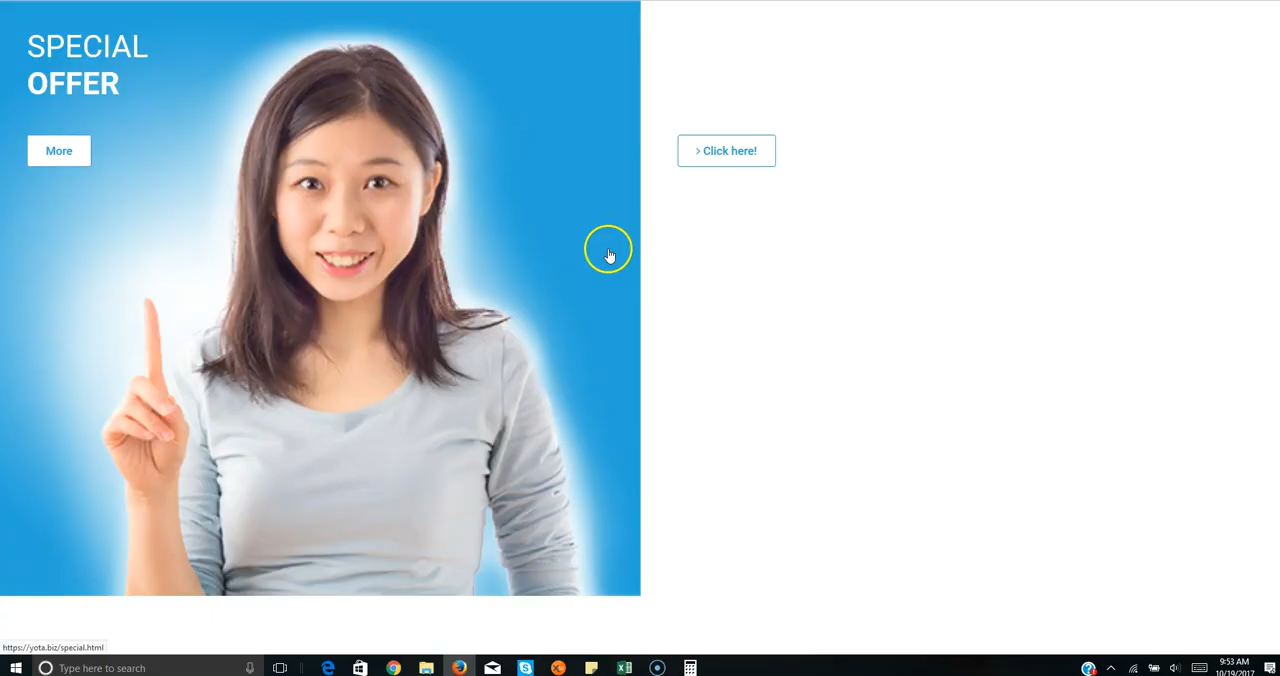 SPECIAL
OFFER
More
› Click here!
https://yota.biz/special.html
Type here to search
9:53 AM
10/19/2017